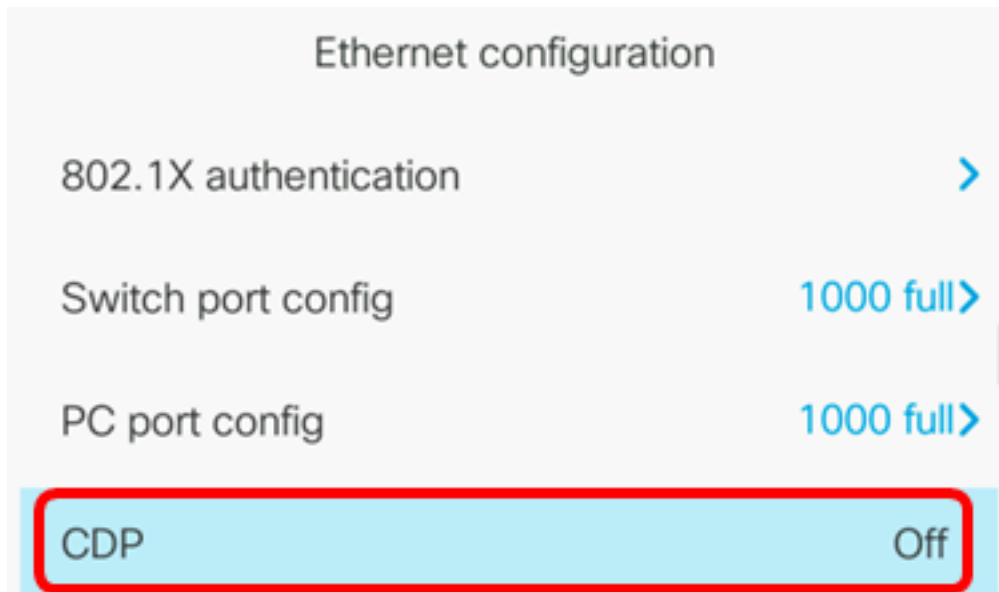 Ethernet configuration
802.1X authentication
Switch port config 1000 full
PC port config 1000 full
CDP Off